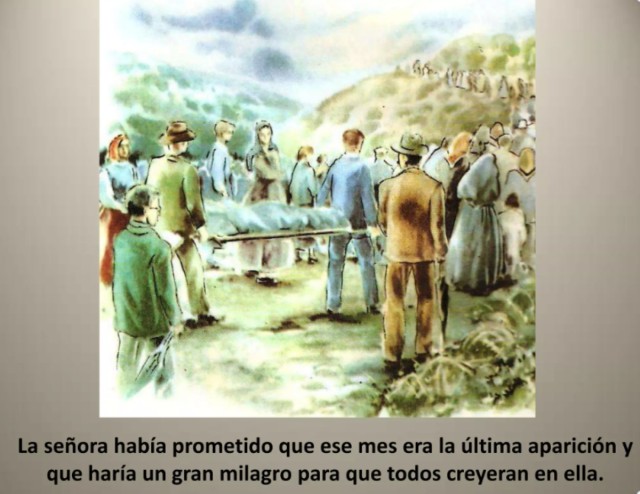 La señora había prometido que ese mes era la última aparición y
que haría un gran milagro para que todos creyeran en ella.